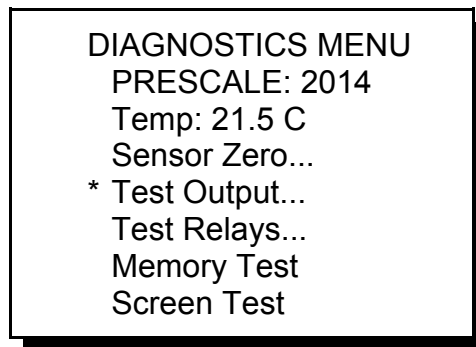 DIAGNOSTICS MENU
PRESCALE: 2014
Temp: 21.5 C
Sensor Zero...
* Test Output...
Test Relays...
Memory Test
Screen Test